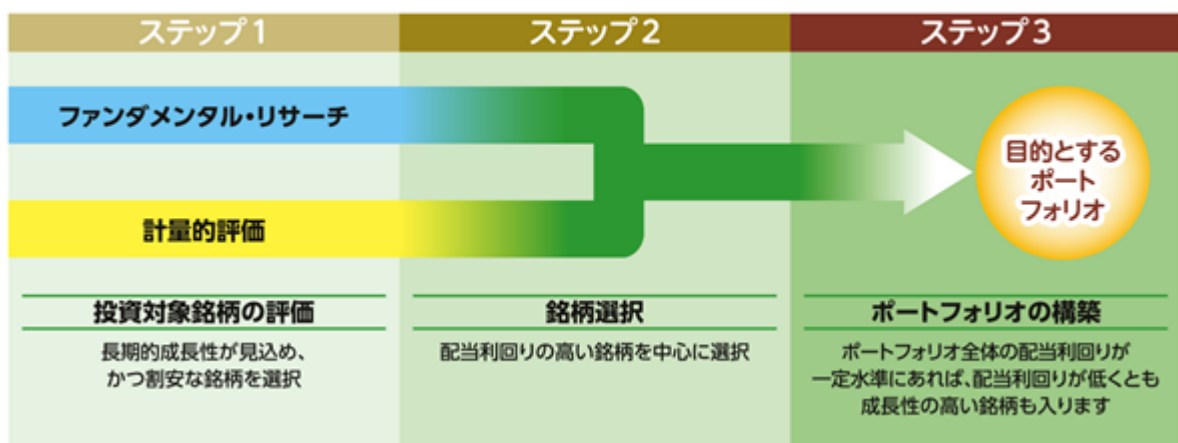 ステップ1
ステップ2
ステップ3
ファンダメンタル・リサーチ
計量的評価
目的とする
ポート
フォリオ
投資対象銘柄の評価
長期的成長性が見込め、
かつ割安な銘柄を選択
銘柄選択
配当利回りの高い銘柄を中心に選択
ポートフォリオの構築
ポートフォリオ全体の配当利回りが
一定水準にあれば、配当利回りが低くとも
成長性の高い銘柄も入ります